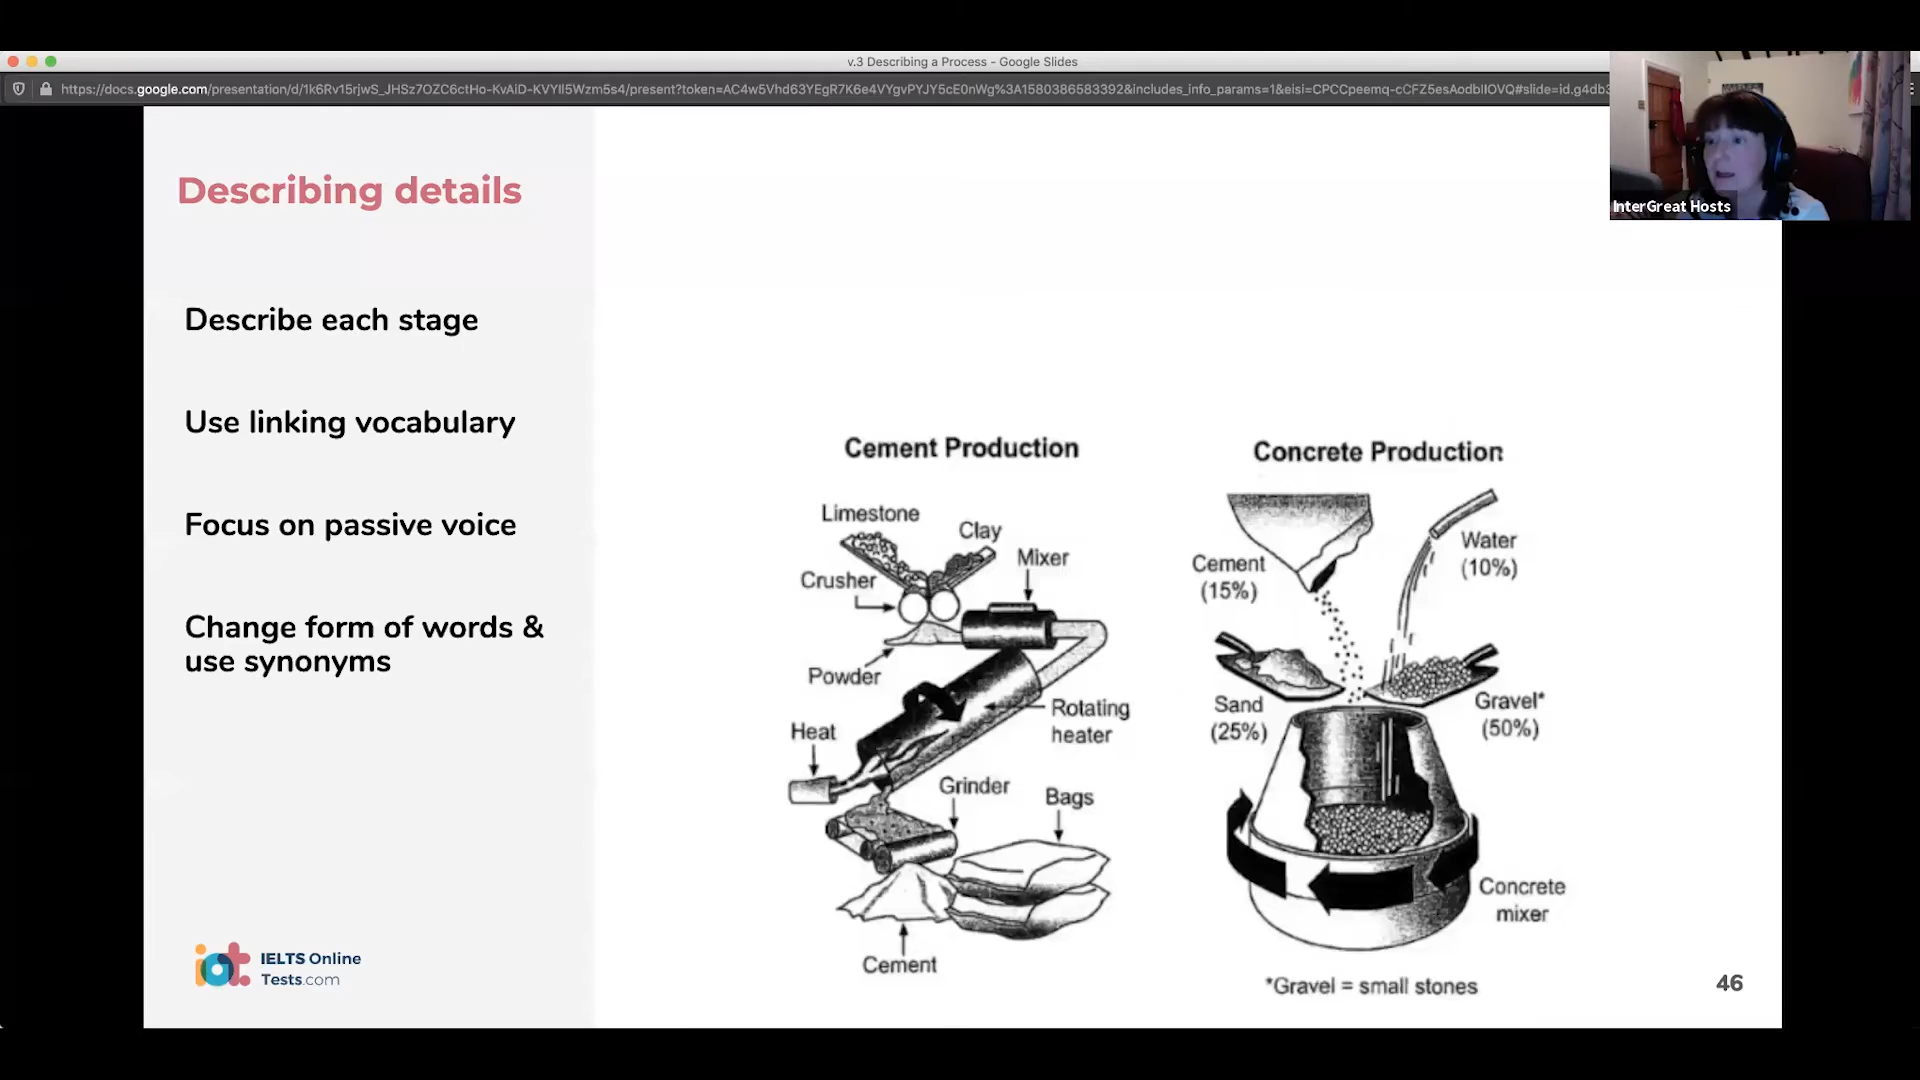 v.3 Describing a Process - Google Slides
InterGreat Hosts
Describing details
Describe each stage
Use linking vocabulary
Focus on passive voice
Change form of words &
use synonyms
Cement Production
Limestone
Clay
Mixer
Crusher
Powder
Rotating
heater
Heat
Grinder
Bags
Cement
Concrete Production
Water
(10%)
Cement
(15%)
Sand
(25%)
Gravel*
(50%)
Concrete
mixer
*Gravel = small stones
iot
IELTS Online
Tests.com
46